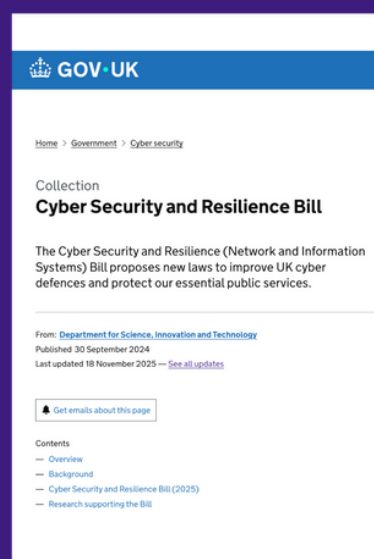 GOV•UK
Home > Government > Cyber security
Collection
Cyber Security and Resilience Bill
The Cyber Security and Resilience (Network and Information
Systems) Bill proposes new laws to improve UK cyber
defences and protect our essential public services.
From: Department for Science, Innovation and Technology
Published 30 September 2024
Last updated 18 November 2025 — See all updates
Get emails about this page
Contents
— Overview
— Background
— Cyber Security and Resilience Bill (2025)
— Research supporting the Bill